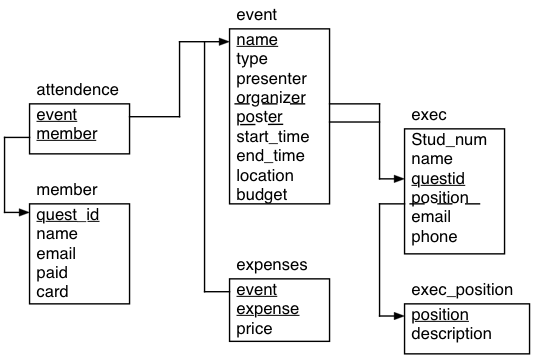 event
name
type
presenter
organizer
poster
start_time
end_time
location
budget
attendence
event
member
member
quest_id
name
email
paid
card
expenses
event
expense
price
exec
Stud_num
name
questid
position
email
phone
exec_position
position
description